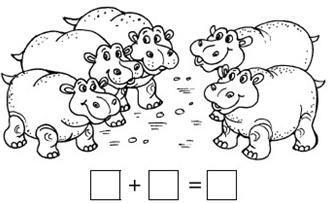 □ + □ = □